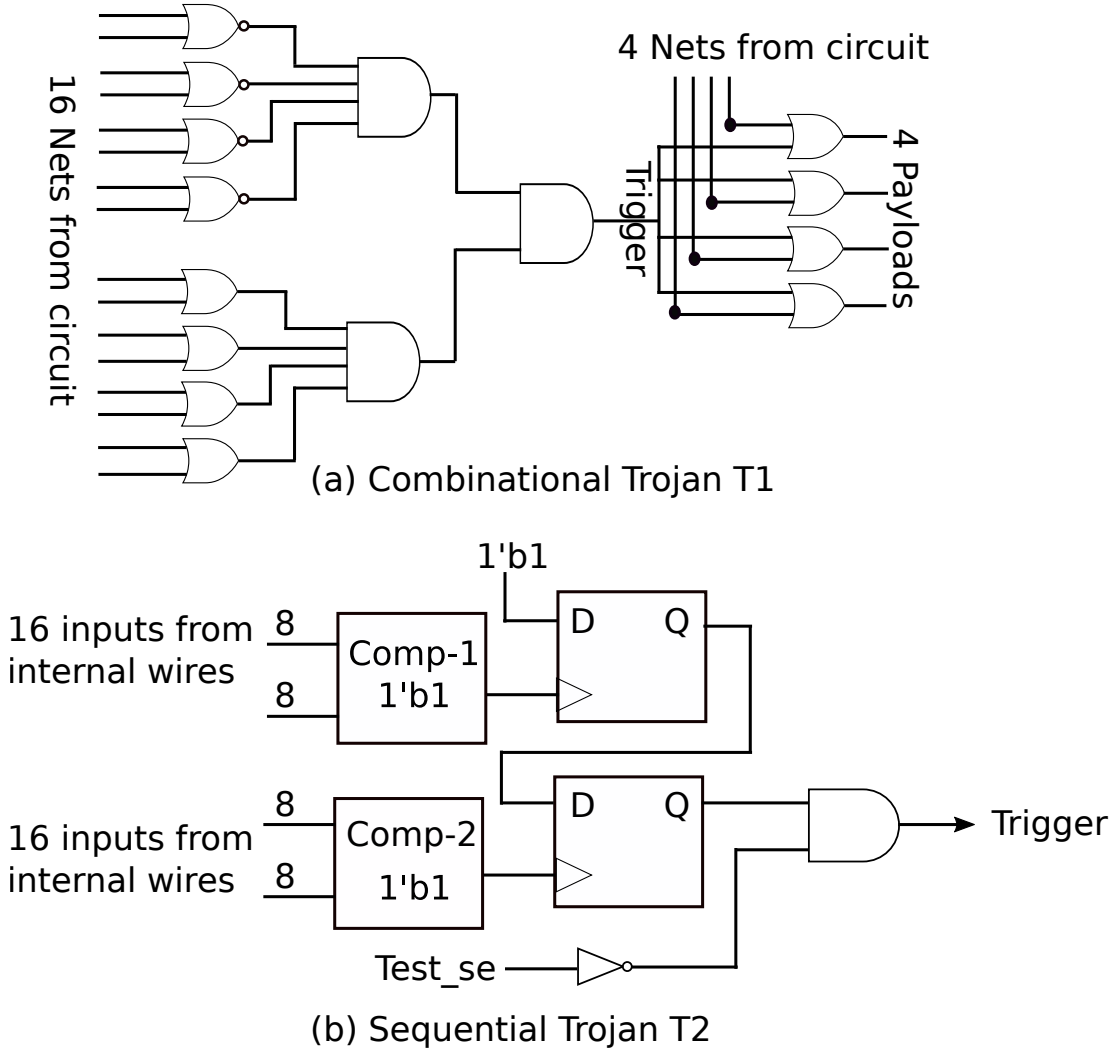 4 Nets from circuit
16 Nets from circuit
Trigger
4 Payloads
(a) Combinational Trojan T1
1'b1
16 inputs from
internal wires
8
8
Comp-1
1'b1
D
Q
16 inputs from
internal wires
8
8
Comp-2
1'b1
D
Q
Trigger
Test_se
(b) Sequential Trojan T2